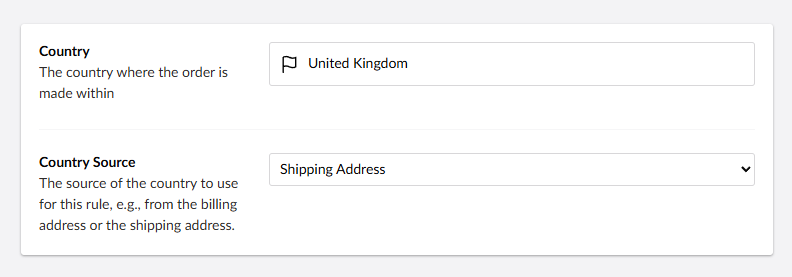 Country
The country where the order is
made within
United Kingdom
Country Source
The source of the country to use
for this rule, e.g., from the billing
address or the shipping address.
Shipping Address